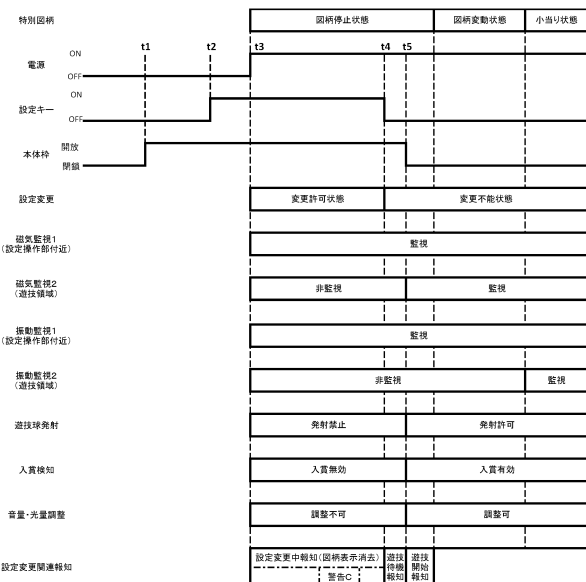 特別図柄
図柄停止状態
図柄変動状態
小当り状態
t1
t2
t3
t4
t5
電源
ON
OFF
設定キー
ON
OFF
本体枠
開放
閉鎖
設定変更
変更許可状態
変更不能状態
磁気監視1
(設定操作部付近)
監視
磁気監視2
(遊技領域)
非監視
監視
振動監視1
(設定操作部付近)
監視
振動監視2
(遊技領域)
非監視
監視
遊技球発射
発射禁止
発射許可
入賞検知
入賞無効
入賞有効
音量・光量調整
調整不可
調整可
設定変更関連報知
設定変更中報知(図柄表示消去)
警告C
遊技
待機
報知
遊技
開始
報知